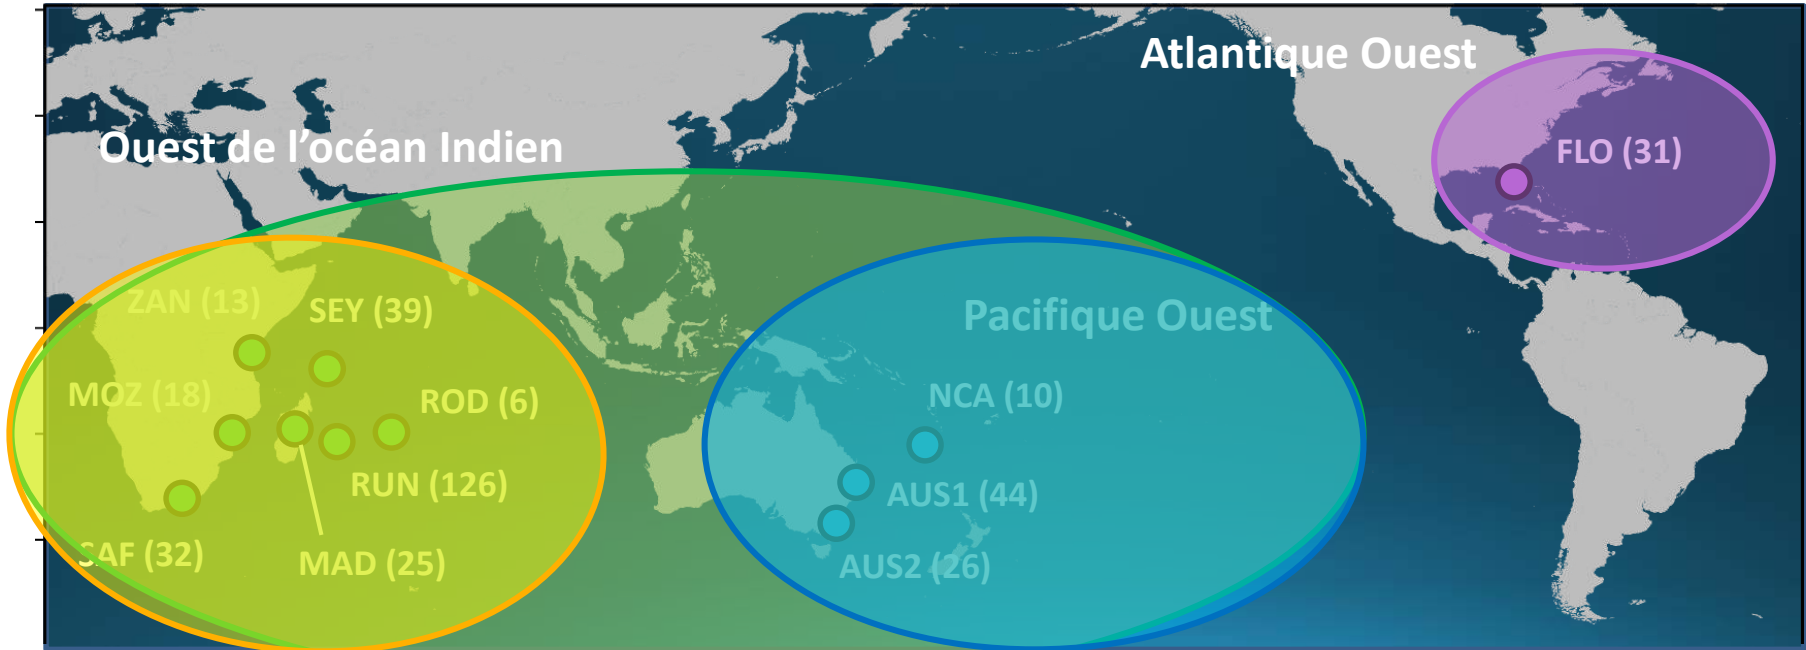 Atlantique Ouest
FLO (31)
Ouest de l'océan Indien
ZAN (13)
SEY (39)
Pacifique Ouest
MOZ (18)
ROD (6)
NCA (10)
RUN (126)
AUS1 (44)
SAF (32)
MAD (25)
AUS2 (26)